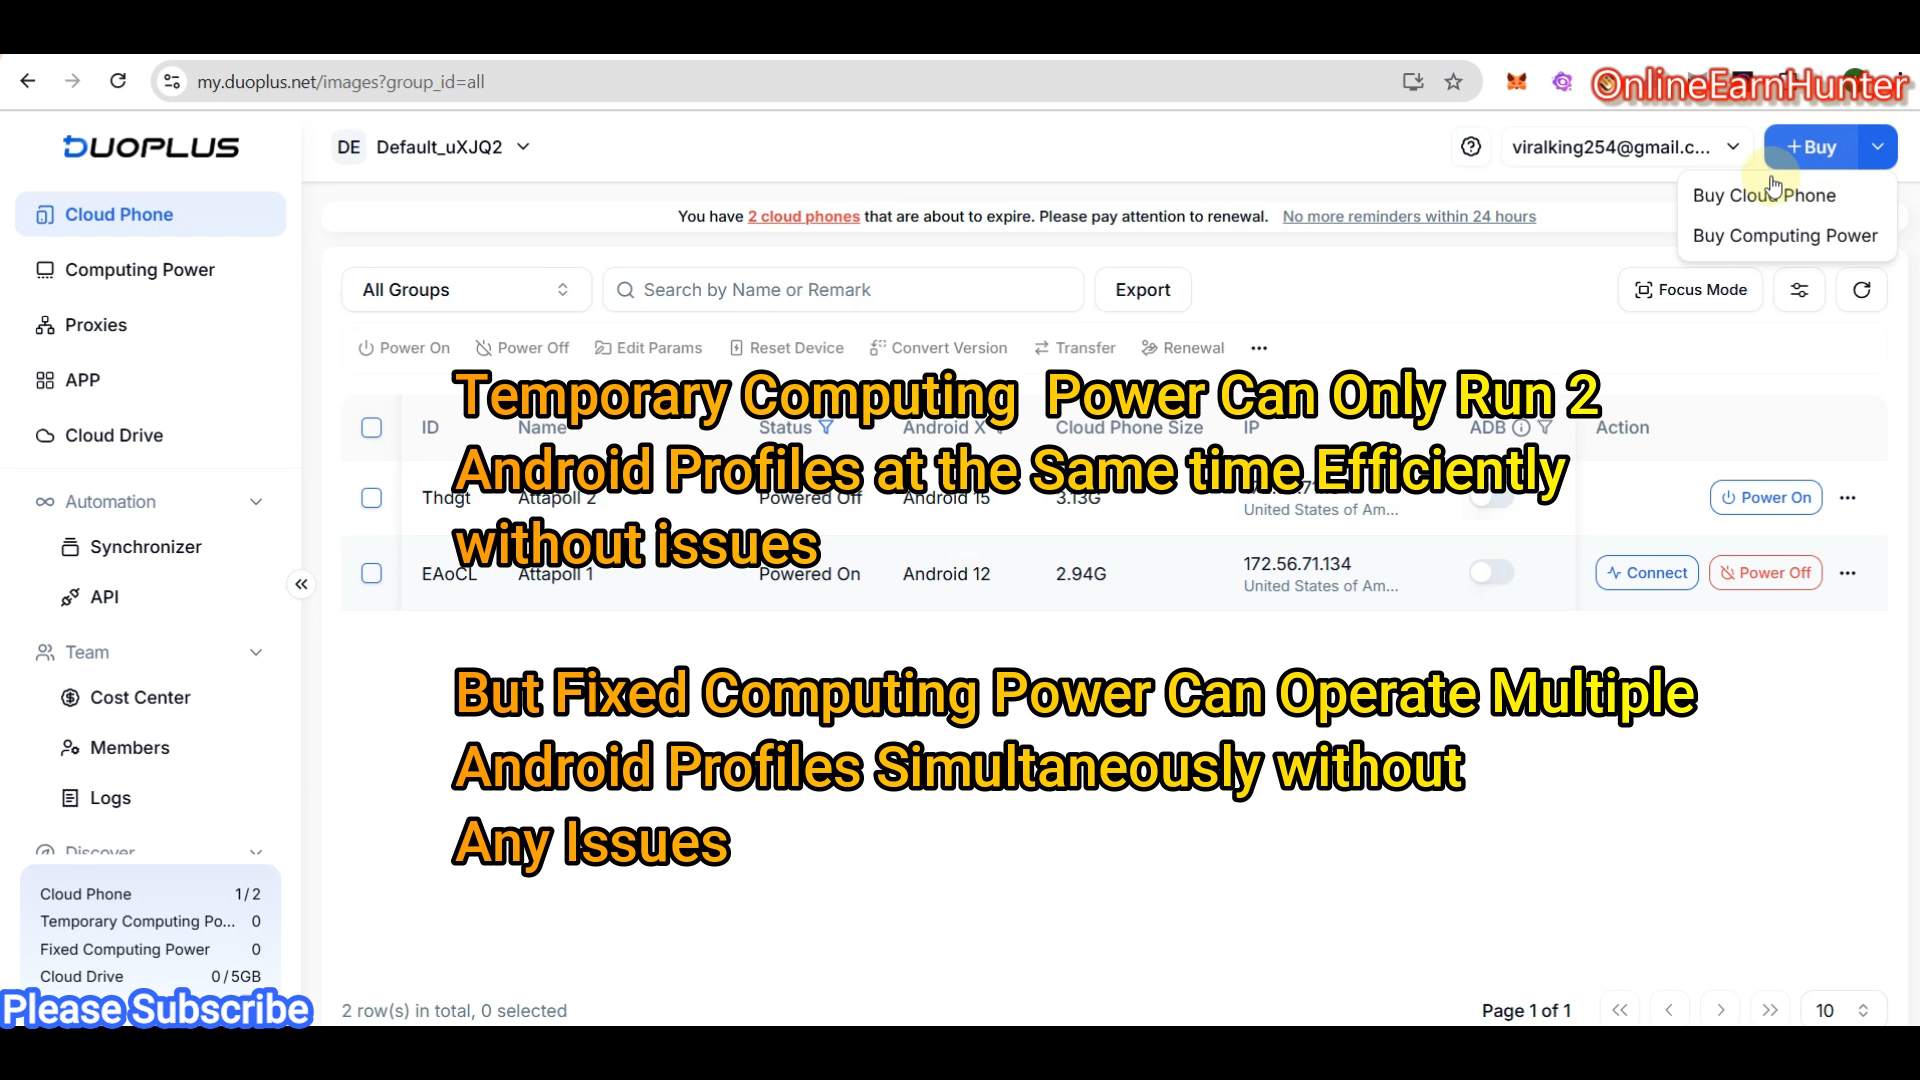 my.duoplus.net/images?group_id=all
OnlineEarnHunter
DUOPLUS
DE Default_uXJQ2
viralking254@gmail.c...
+Buy
Buy Cloud Phone
Buy Computing Power
You have 2 cloud phones that are about to expire. Please pay attention to renewal. No more reminders within 24 hours
Cloud Phone
Computing Power
Proxies
APP
Cloud Drive
Automation
Synchronizer
API
Team
Cost Center
Members
Logs
Discover
All Groups
Search by Name or Remark
Export
Focus Mode
Power On Power Off Edit Params Reset Device Convert Version Transfer Renewal
Temporary Computing Power Can Only Run 2
Android Profiles at the Same time Efficiently
without issues
ID Name Status Android X Cloud Phone Size IP ADB Action
Thdgt Attapoll 2 Powered Off Android 15 3.13G
United States of Am...
Power On
EAoCL Attapoll 1 Powered On Android 12 2.94G 172.56.71.134
United States of Am...
Connect Power Off
But Fixed Computing Power Can Operate Multiple
Android Profiles Simultaneously without
Any Issues
Cloud Phone 1/2
Temporary Computing Po... 0
Fixed Computing Power 0
Cloud Drive 0/5GB
Please Subscribe
2 row(s) in total, 0 selected
Page 1 of 1
10